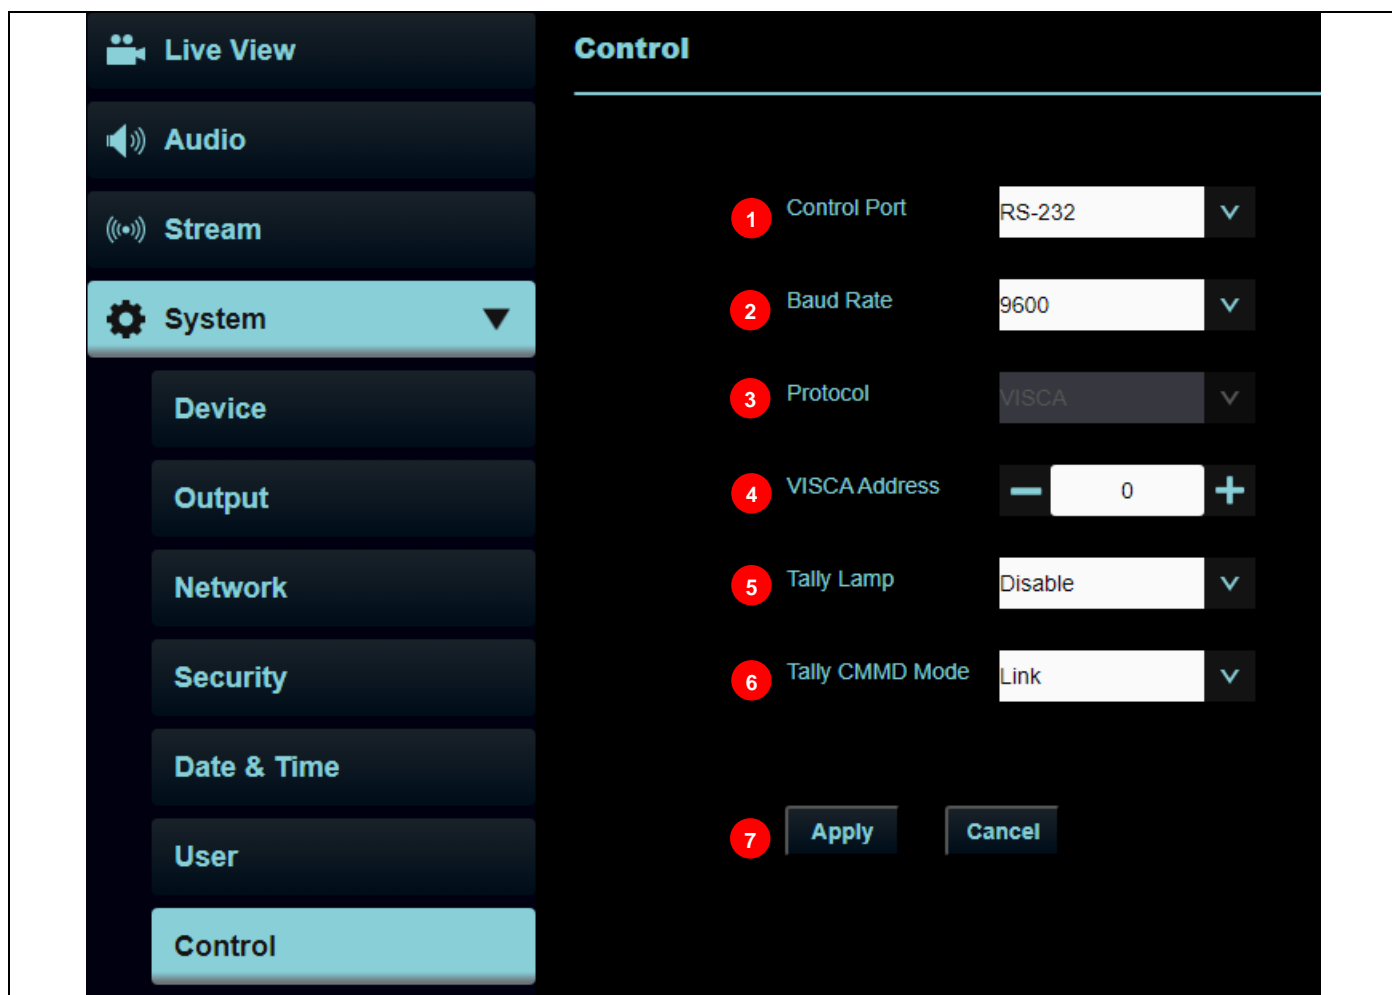 Live View
Audio
Stream
System
Device
Output
Network
Security
Date & Time
User
Control
Control
1 Control Port RS-232
2 Baud Rate 9600
3 Protocol VISCA
4 VISCA Address 0
5 Tally Lamp Disable
6 Tally CMMD Mode Link
7 Apply Cancel